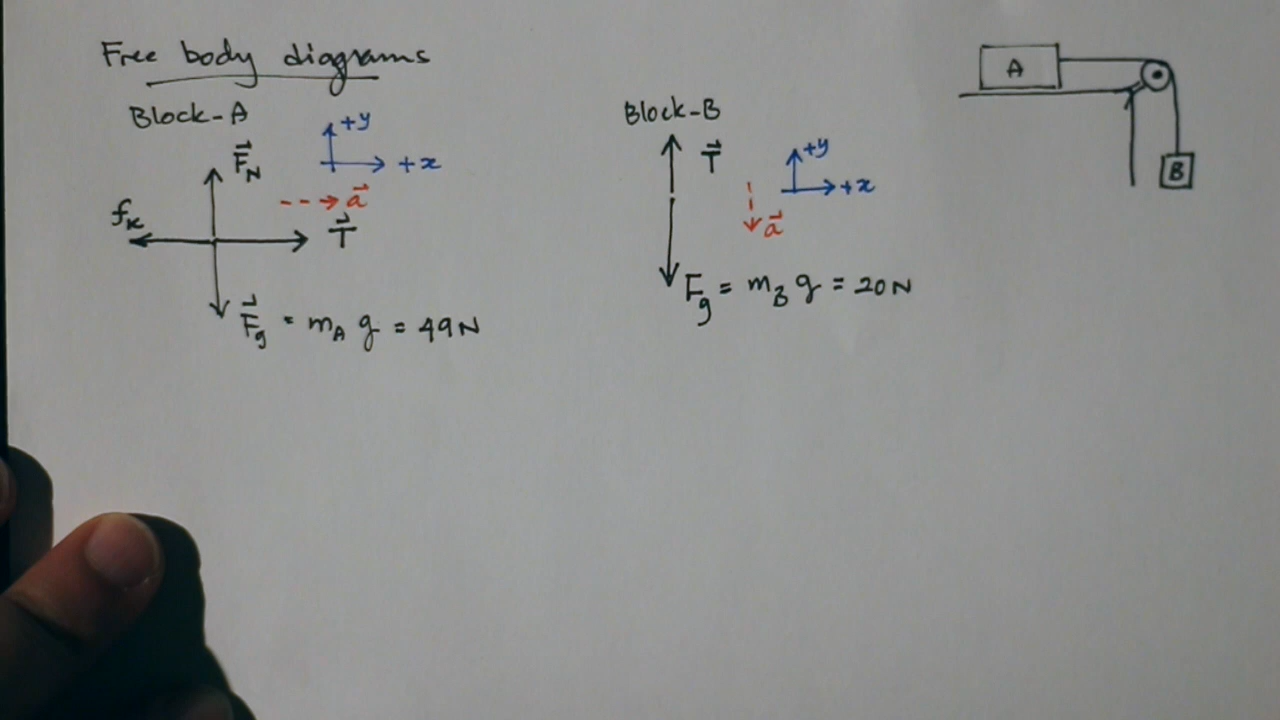 Free body diagrams
Block-A
+y
F⃗N
+x
a⃗
fk
T⃗
F⃗g = mA g = 49N
Block-B
T⃗
+y
+x
a⃗
Fg = mB g = 20N
A
B